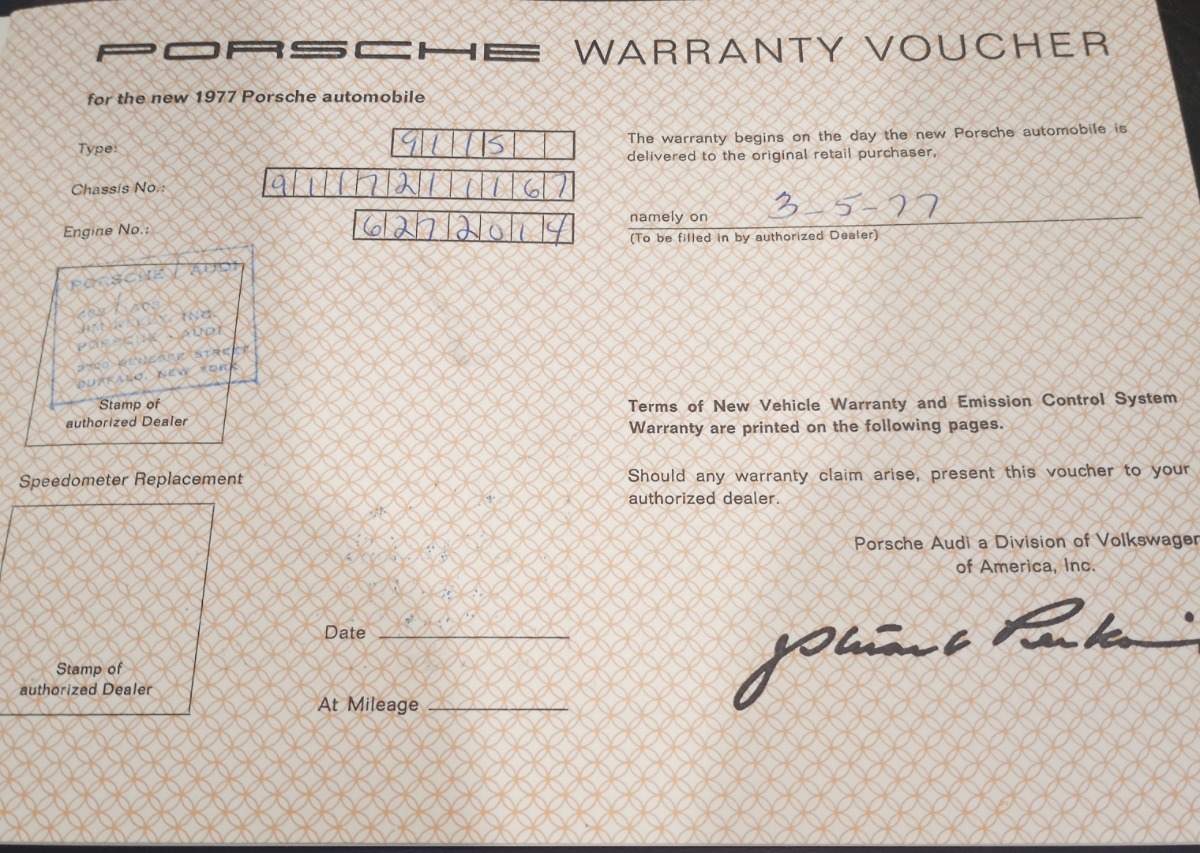 PORSCHE WARRANTY VOUCHER
for the new 1977 Porsche automobile
Type: 911S
Chassis No.: 9117211167
Engine No.: 6272014
PORSCHE / AUDI
INC.
PORSCHE - AUDI
GENESEE STREET
BUFFALO, NEW YORK
Stamp of
authorized Dealer
Speedometer Replacement
Stamp of
authorized Dealer
Date
At Mileage
The warranty begins on the day the new Porsche automobile is
delivered to the original retail purchaser,
namely on 3-5-77
(To be filled in by authorized Dealer)
Terms of New Vehicle Warranty and Emission Control System
Warranty are printed on the following pages.
Should any warranty claim arise, present this voucher to your
authorized dealer.
Porsche Audi a Division of Volkswagen
of America, Inc.